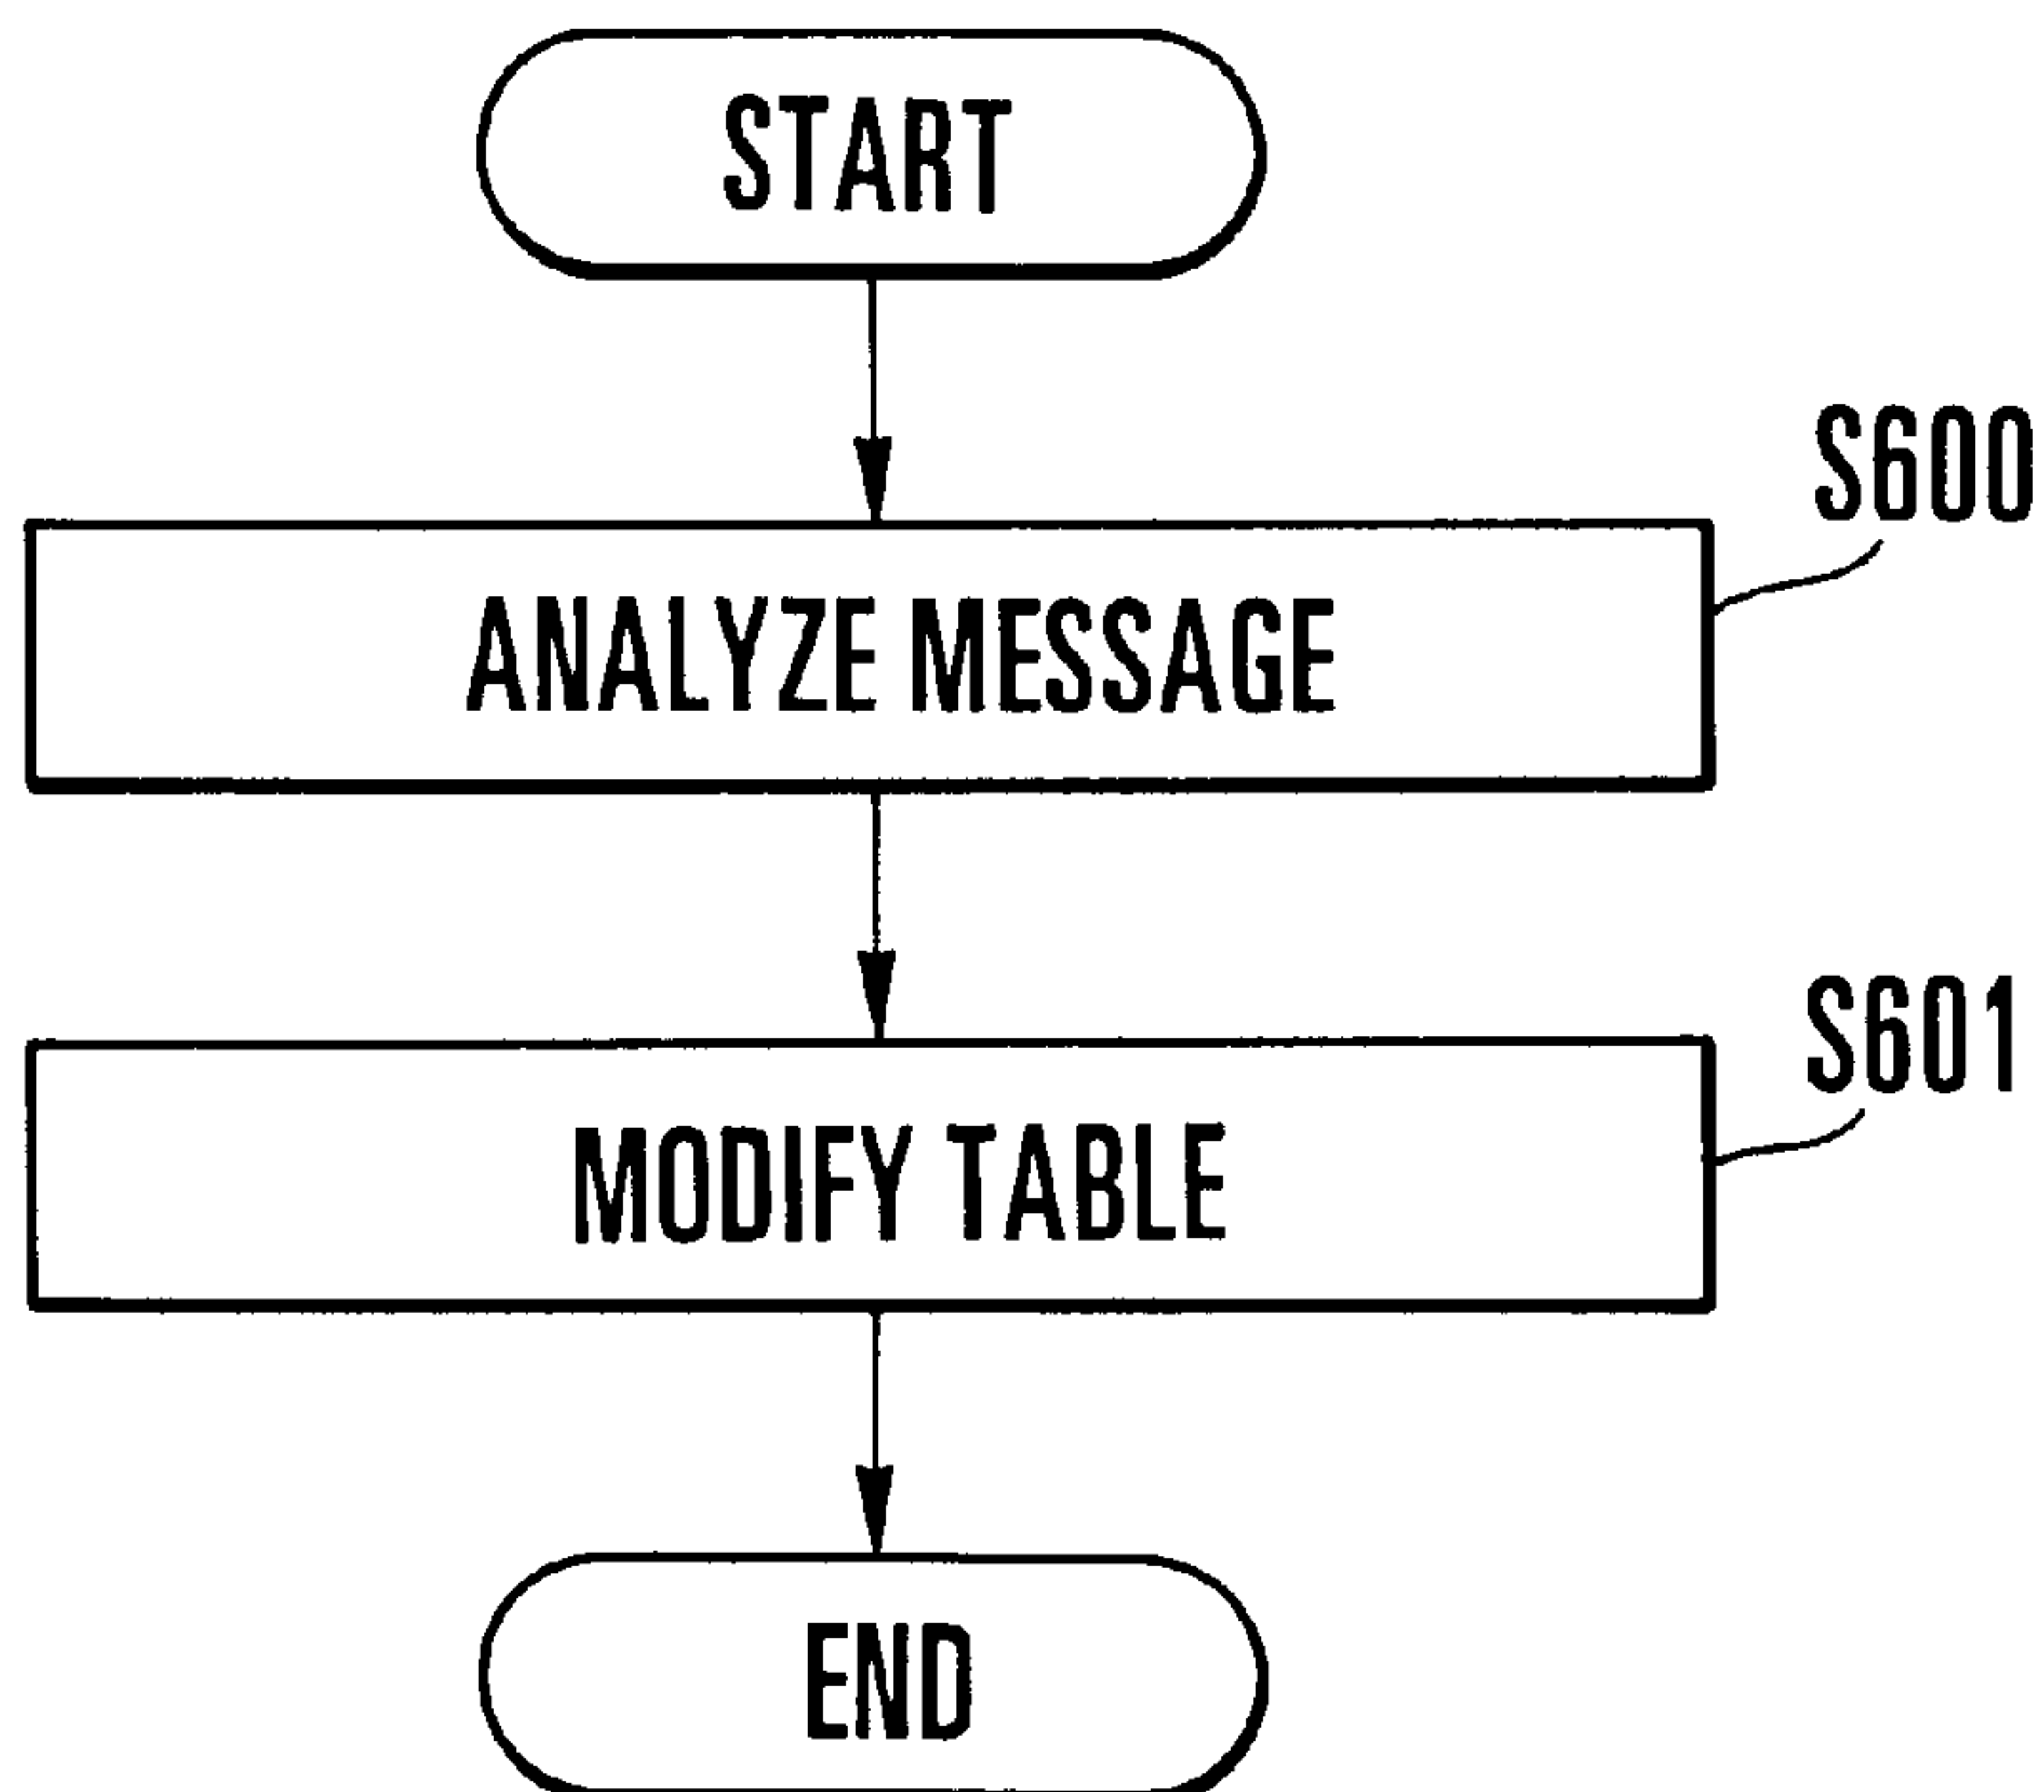 START
S600
ANALYZE MESSAGE
S601
MODIFY TABLE
END